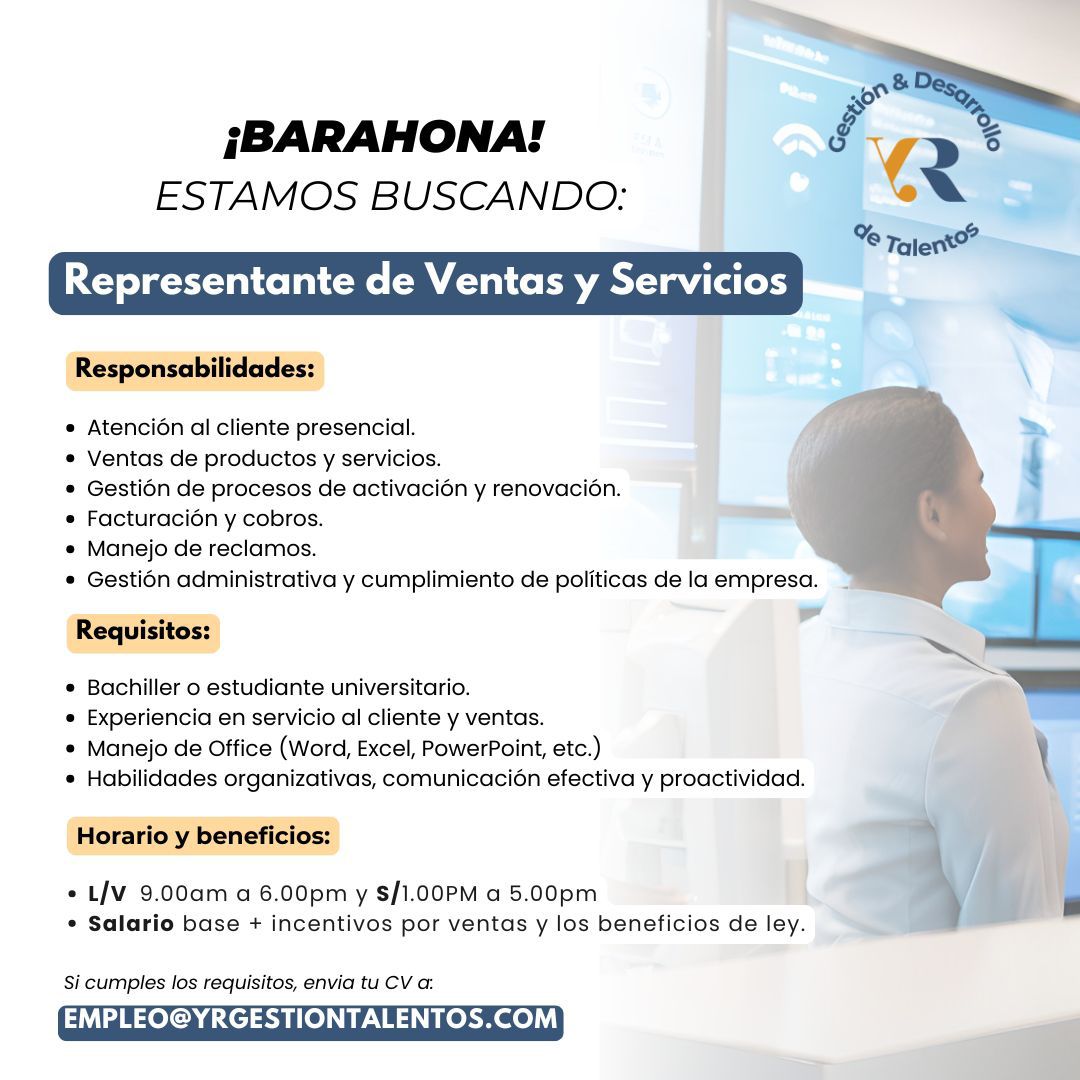 ¡BARAHONA!
ESTAMOS BUSCANDO:
Gestión & Desarrollo
YR
de Talentos
Representante de Ventas y Servicios
Responsabilidades:
• Atención al cliente presencial.
• Ventas de productos y servicios.
• Gestión de procesos de activación y renovación.
• Facturación y cobros.
• Manejo de reclamos.
• Gestión administrativa y cumplimiento de políticas de la empresa.
Requisitos:
• Bachiller o estudiante universitario.
• Experiencia en servicio al cliente y ventas.
• Manejo de Office (Word, Excel, PowerPoint, etc.)
• Habilidades organizativas, comunicación efectiva y proactividad.
Horario y beneficios:
• L/V 9.00am a 6.00pm y S/1.00PM a 5.00pm
• Salario base + incentivos por ventas y los beneficios de ley.
Si cumples los requisitos, envia tu CV a:
EMPLEO@YRGESTIONTALENTOS.COM